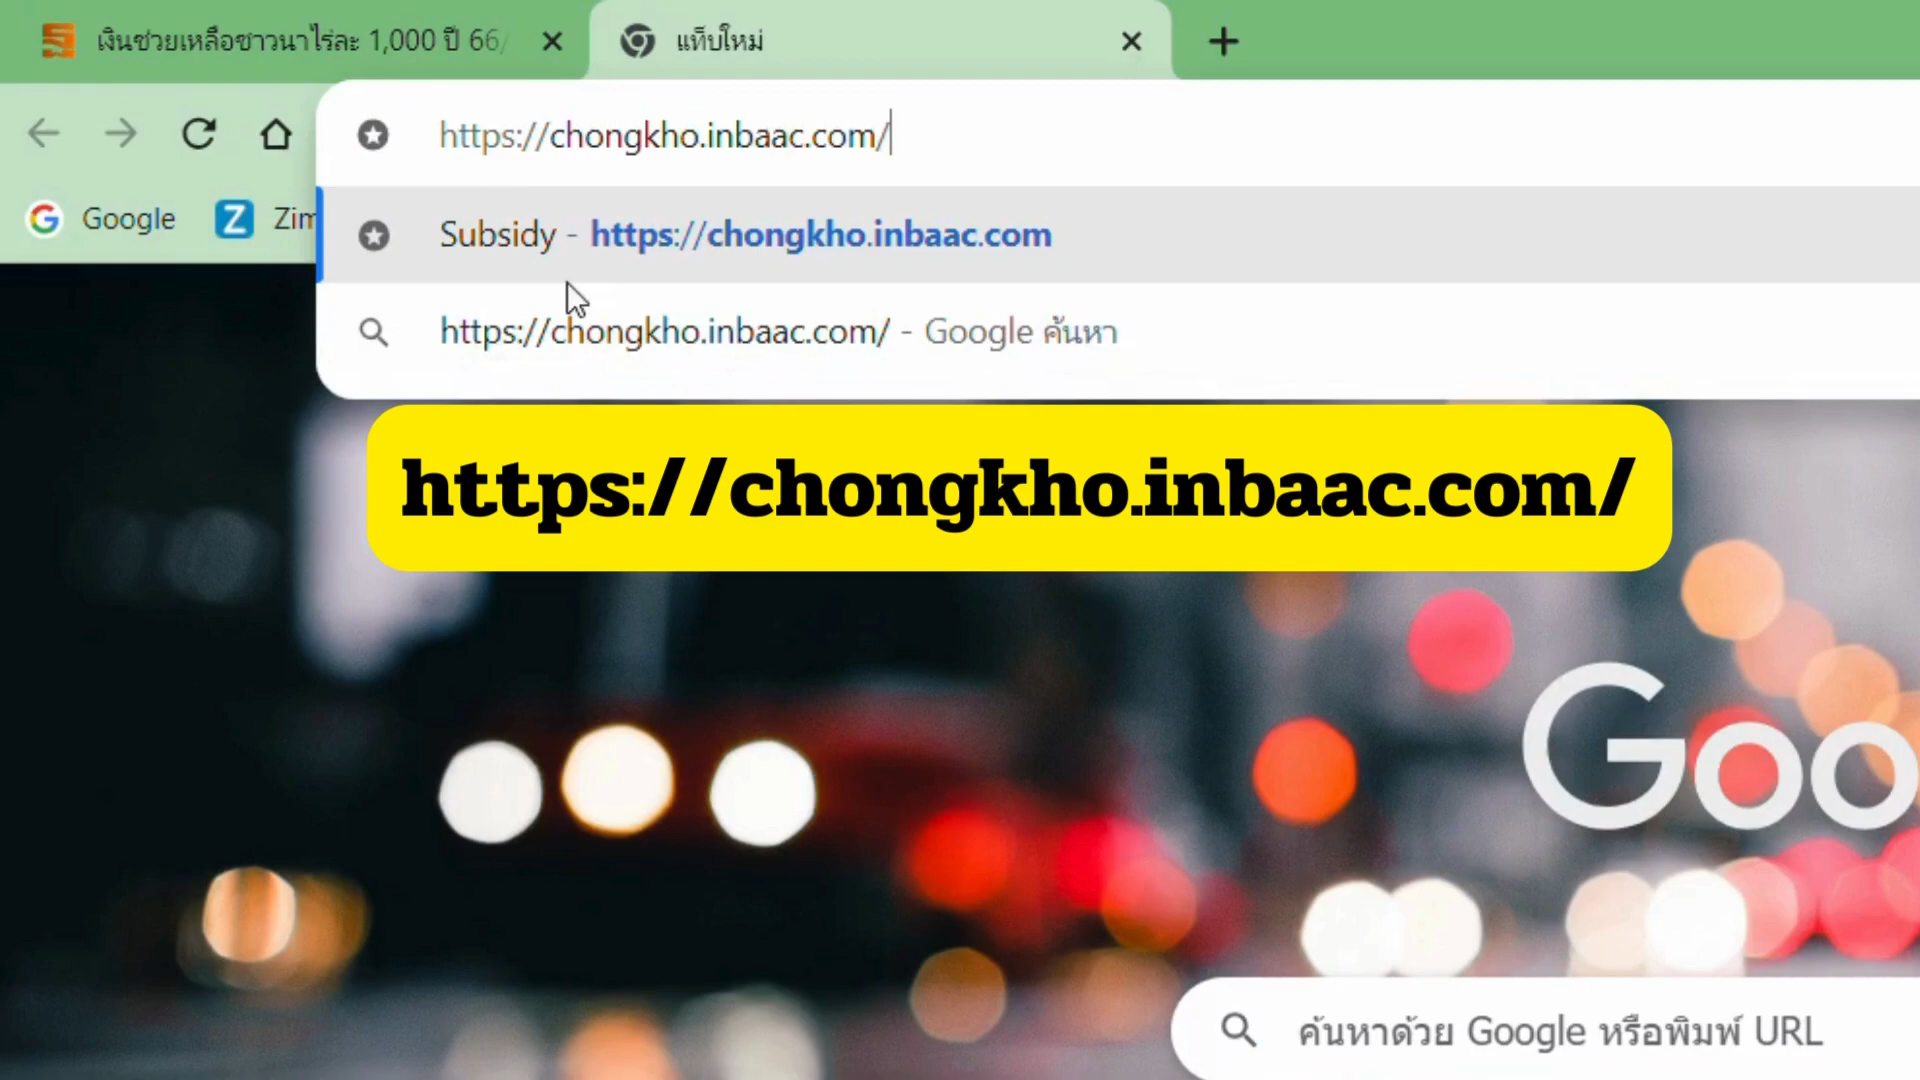 เงินช่วยเหลือชาวนาไร่ละ 1,000 ปี 66/
แท็บใหม่
https://chongkho.inbaac.com/
Google
Zim
Subsidy - https://chongkho.inbaac.com
https://chongkho.inbaac.com/ - Google ค้นหา
https://chongkho.inbaac.com/
Goo
ค้นหาด้วย Google หรือพิมพ์ URL